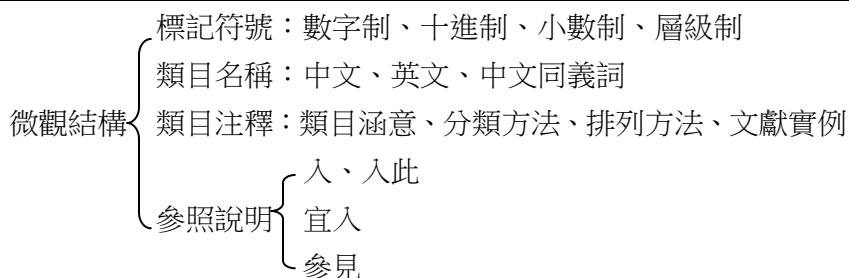 標記符號：數字制、十進制、小數制、層級制
類目名稱：中文、英文、中文同義詞
微觀結構
類目注釋：類目涵意、分類方法、排列方法、文獻實例
入、入此
參照說明
宜入
參見